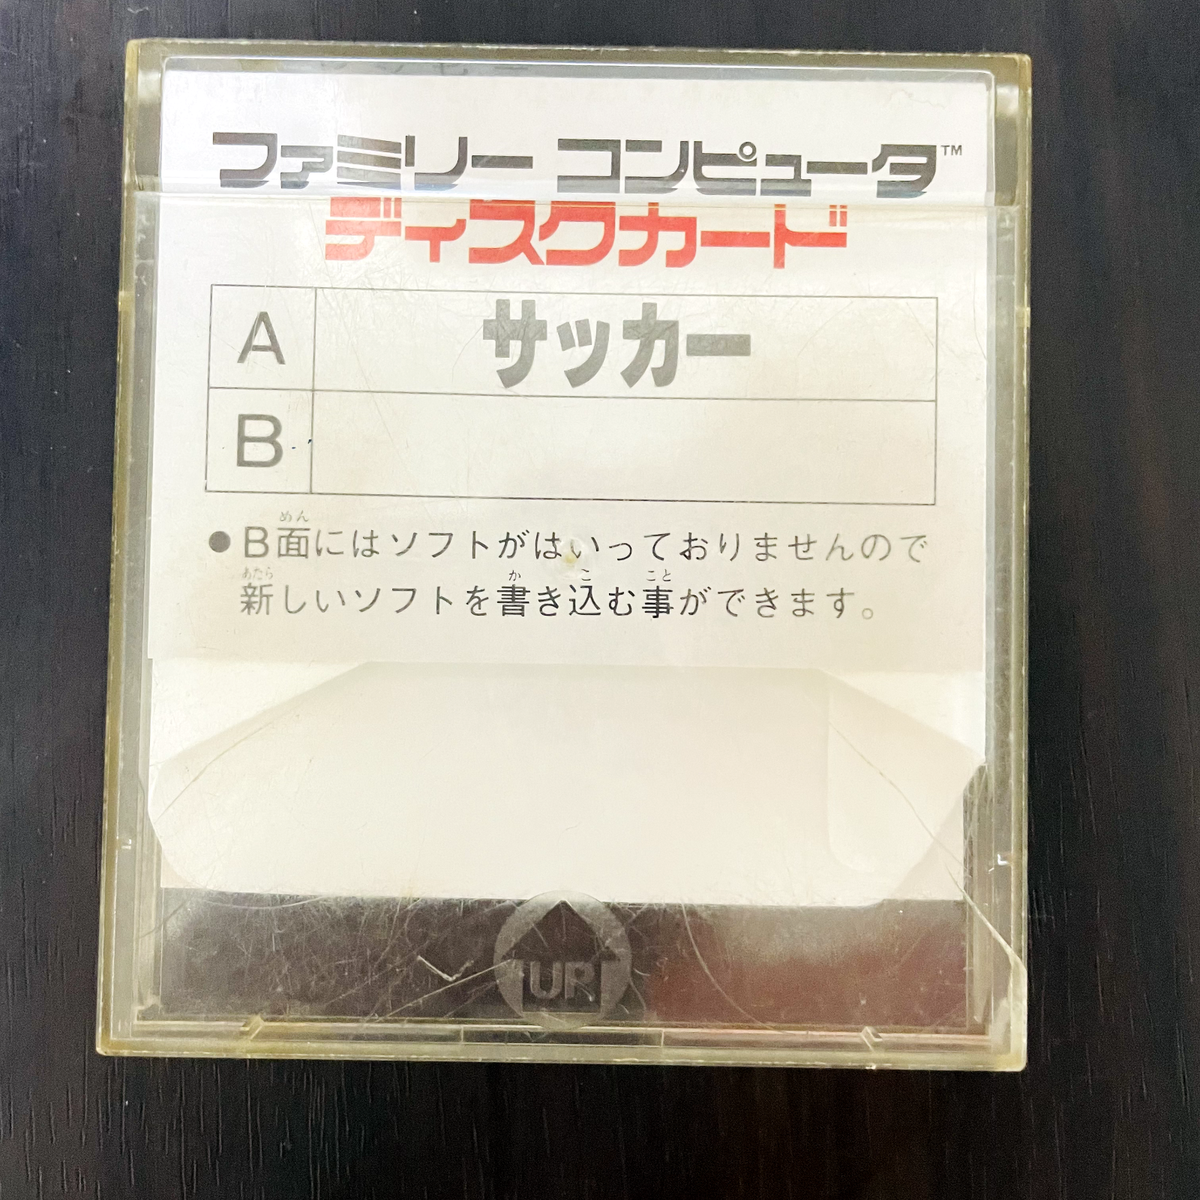 ファミリー コンピュータ™
ディスクカード
A サッカー
B
●B面にはソフトがはいっておりませんので
新しいソフトを書き込む事ができます。
UP